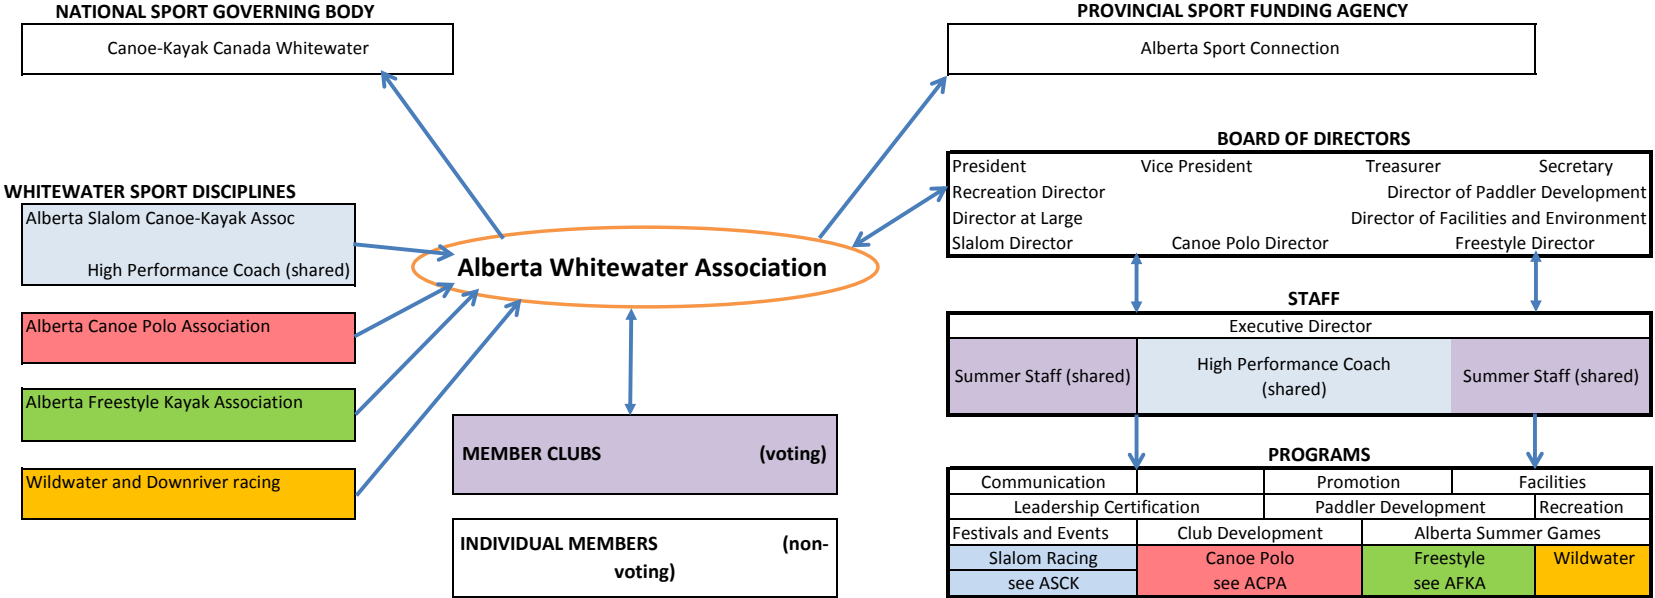 NATIONAL SPORT GOVERNING BODY
Canoe-Kayak Canada Whitewater
PROVINCIAL SPORT FUNDING AGENCY
Alberta Sport Connection
WHITEWATER SPORT DISCIPLINES
Alberta Slalom Canoe-Kayak Assoc
High Performance Coach (shared)
Alberta Canoe Polo Association
Alberta Freestyle Kayak Association
Wildwater and Downriver racing
Alberta Whitewater Association
MEMBER CLUBS (voting)
INDIVIDUAL MEMBERS (non-
voting)
BOARD OF DIRECTORS
President Vice President Treasurer Secretary
Recreation Director Director of Paddler Development
Director at Large Director of Facilities and Environment
Slalom Director Canoe Polo Director Freestyle Director
STAFF
Executive Director
Summer Staff (shared)
High Performance Coach
(shared)
Summer Staff (shared)
PROGRAMS
Communication Promotion Facilities
Leadership Certification Paddler Development Recreation
Festivals and Events Club Development Alberta Summer Games
Slalom Racing Canoe Polo Freestyle Wildwater
see ASCK see ACPA see AFKA